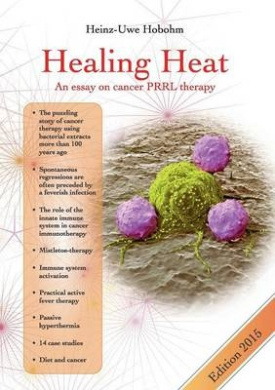 Heinz-Uwe Hobohm
Healing Heat
An essay on cancer PRRL therapy
• The puzzling
story of cancer
therapy using
bacterial extracts
more than 100
years ago
• Spontaneous
regressions are
often preceded by
a feverish infection
• The role of the
innate immune
system in cancer
immunotherapy
• Mistleton-therapy
• Immune system
activation
• Practical active
fever therapy
• Passive
hyperthermia
• 14 case studies
• Diet and cancer
Edition 2015